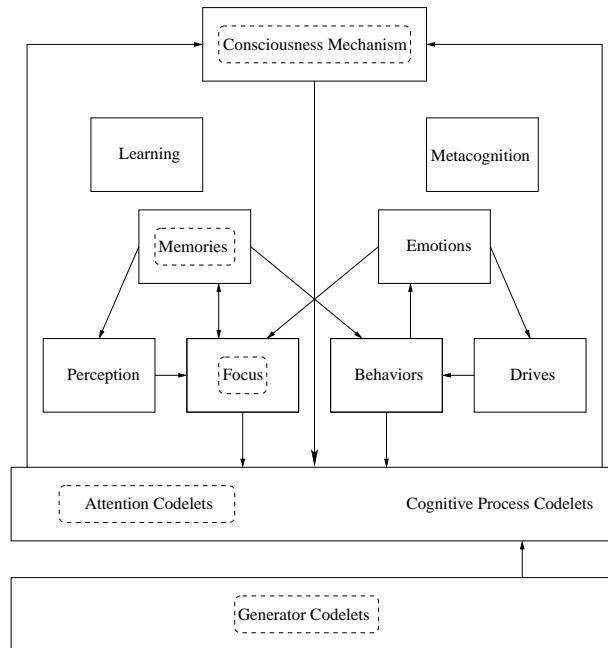 Consciousness Mechanism
Learning
Metacognition
Memories
Emotions
Perception
Focus
Behaviors
Drives
Attention Codelets
Cognitive Process Codelets
Generator Codelets